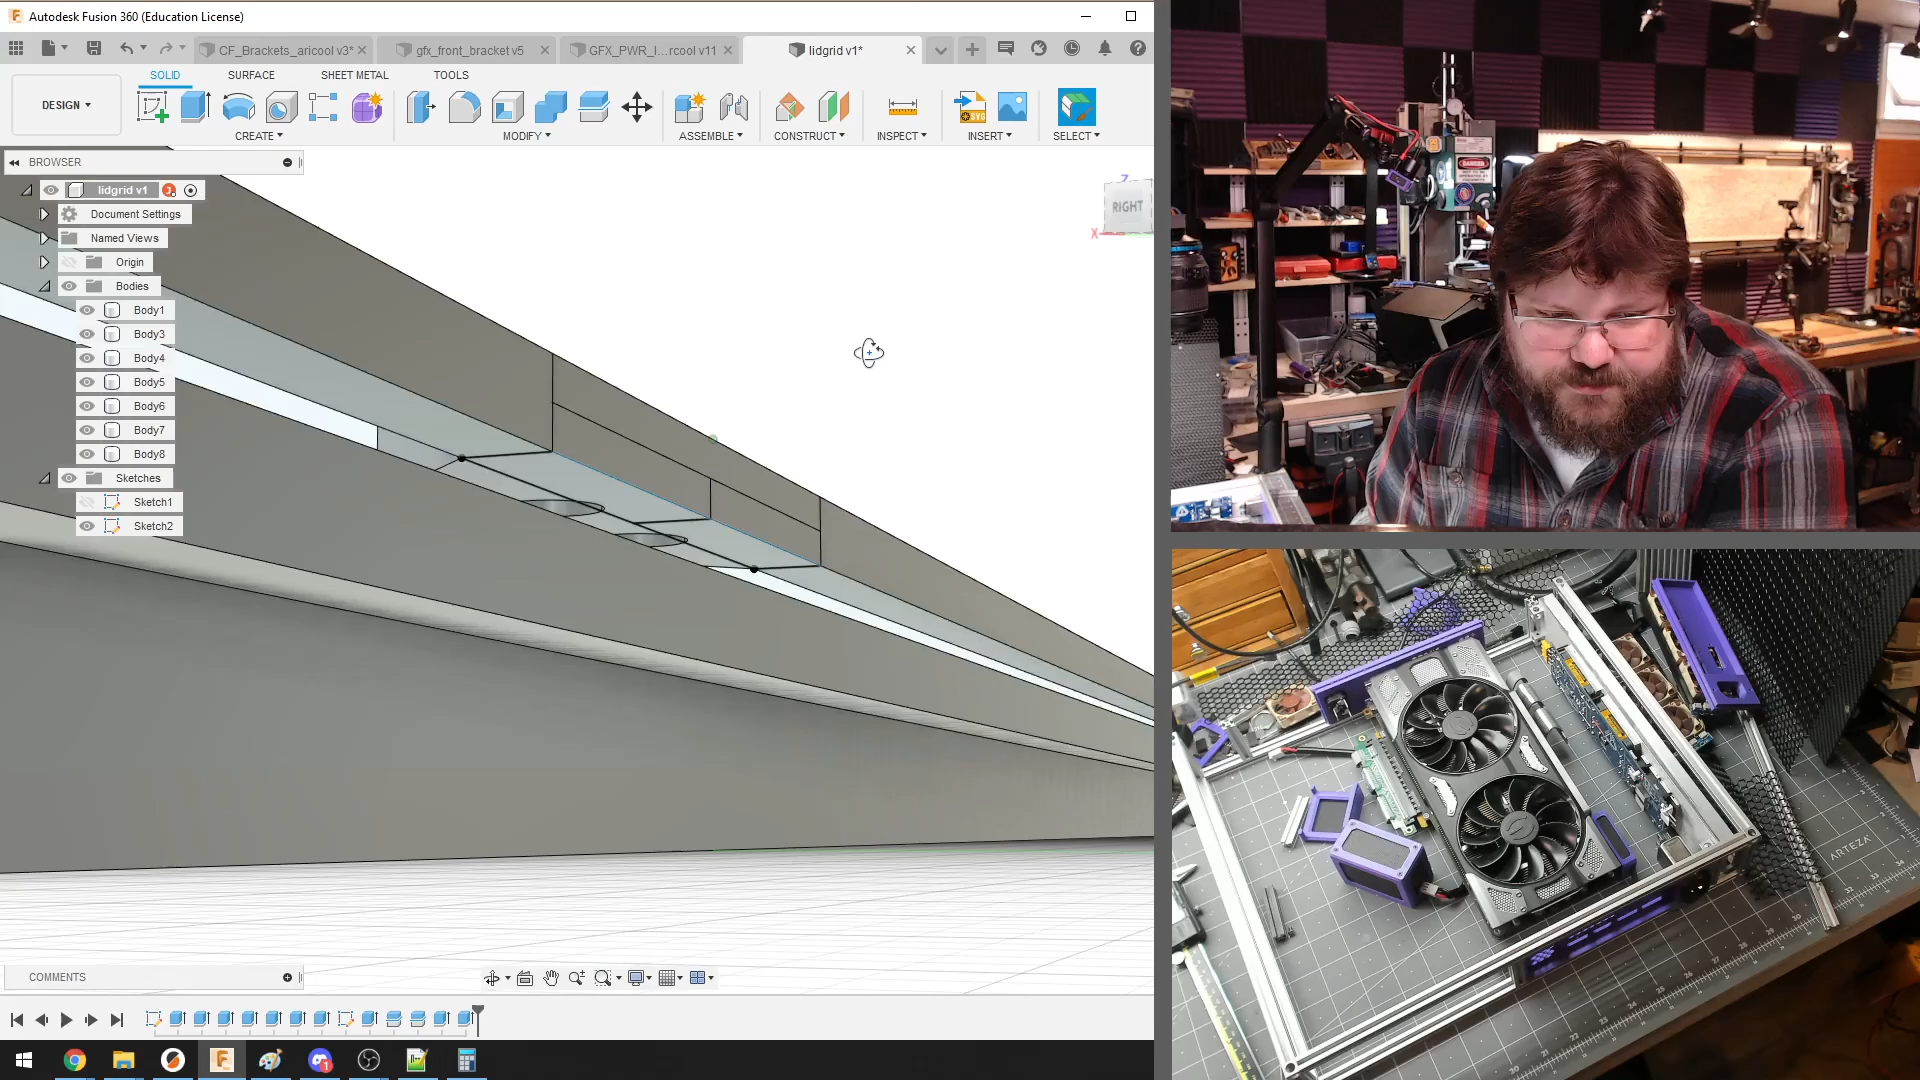 Autodesk Fusion 360 (Education License)
CF_Brackets_aricool v3*
gfx_front_bracket v5
GFX_PWR_I...rcool v11
lidgrid v1*
SOLID
SURFACE
SHEET METAL
TOOLS
DESIGN
CREATE
MODIFY
ASSEMBLE
CONSTRUCT
INSPECT
INSERT
SELECT
BROWSER
lidgrid v1
Document Settings
Named Views
Origin
Bodies
Body1
Body3
Body4
Body5
Body6
Body7
Body8
Sketches
Sketch1
Sketch2
Z
RIGHT
X
COMMENTS
DANGER
ARTEZA